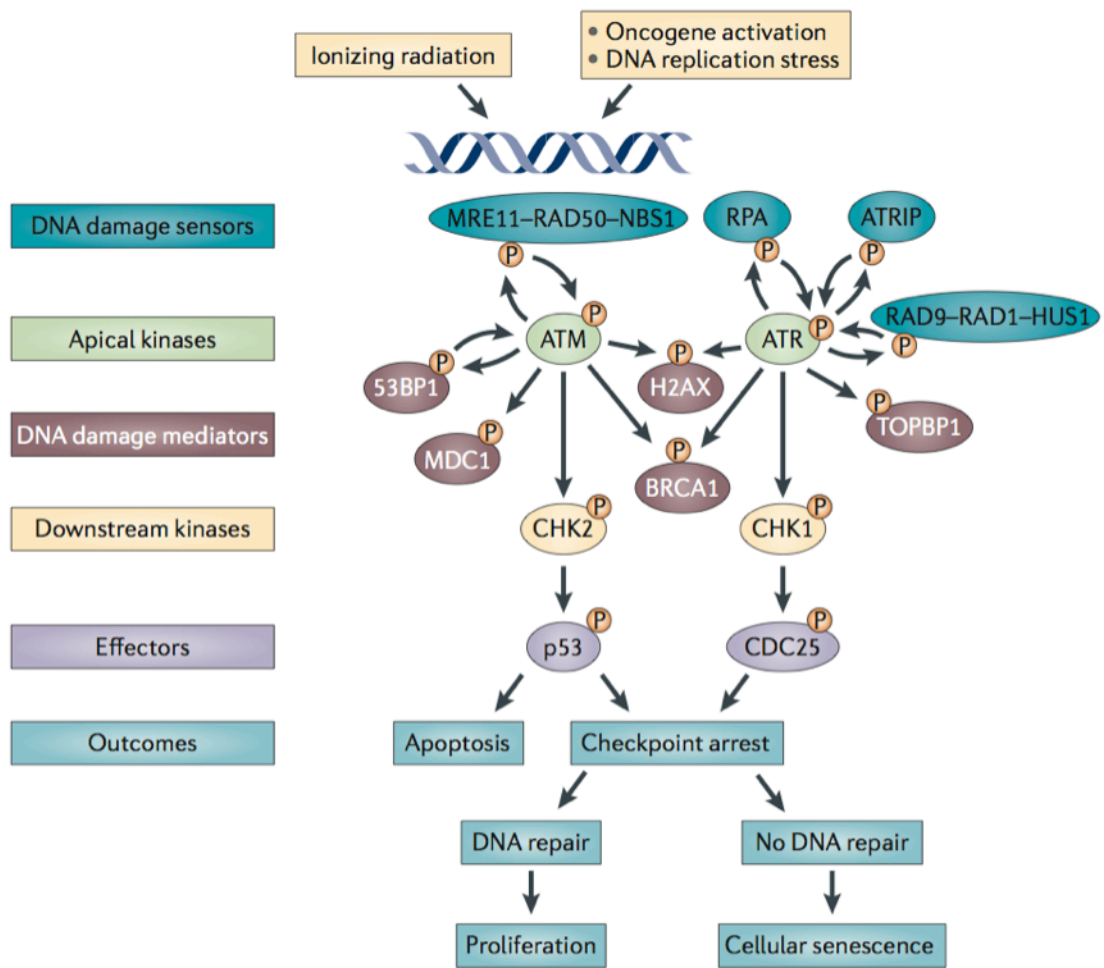 Ionizing radiation
• Oncogene activation
• DNA replication stress
DNA damage sensors
MRE11–RAD50–NBS1
RPA
ATRIP
P
P
P
RAD9–RAD1–HUS1
P
Apical kinases
ATM
P
ATR
P
53BP1
P
H2AX
P
TOPBP1
P
DNA damage mediators
MDC1
P
BRCA1
P
Downstream kinases
CHK2
P
CHK1
P
Effectors
p53
P
CDC25
P
Outcomes
Apoptosis
Checkpoint arrest
DNA repair
No DNA repair
Proliferation
Cellular senescence